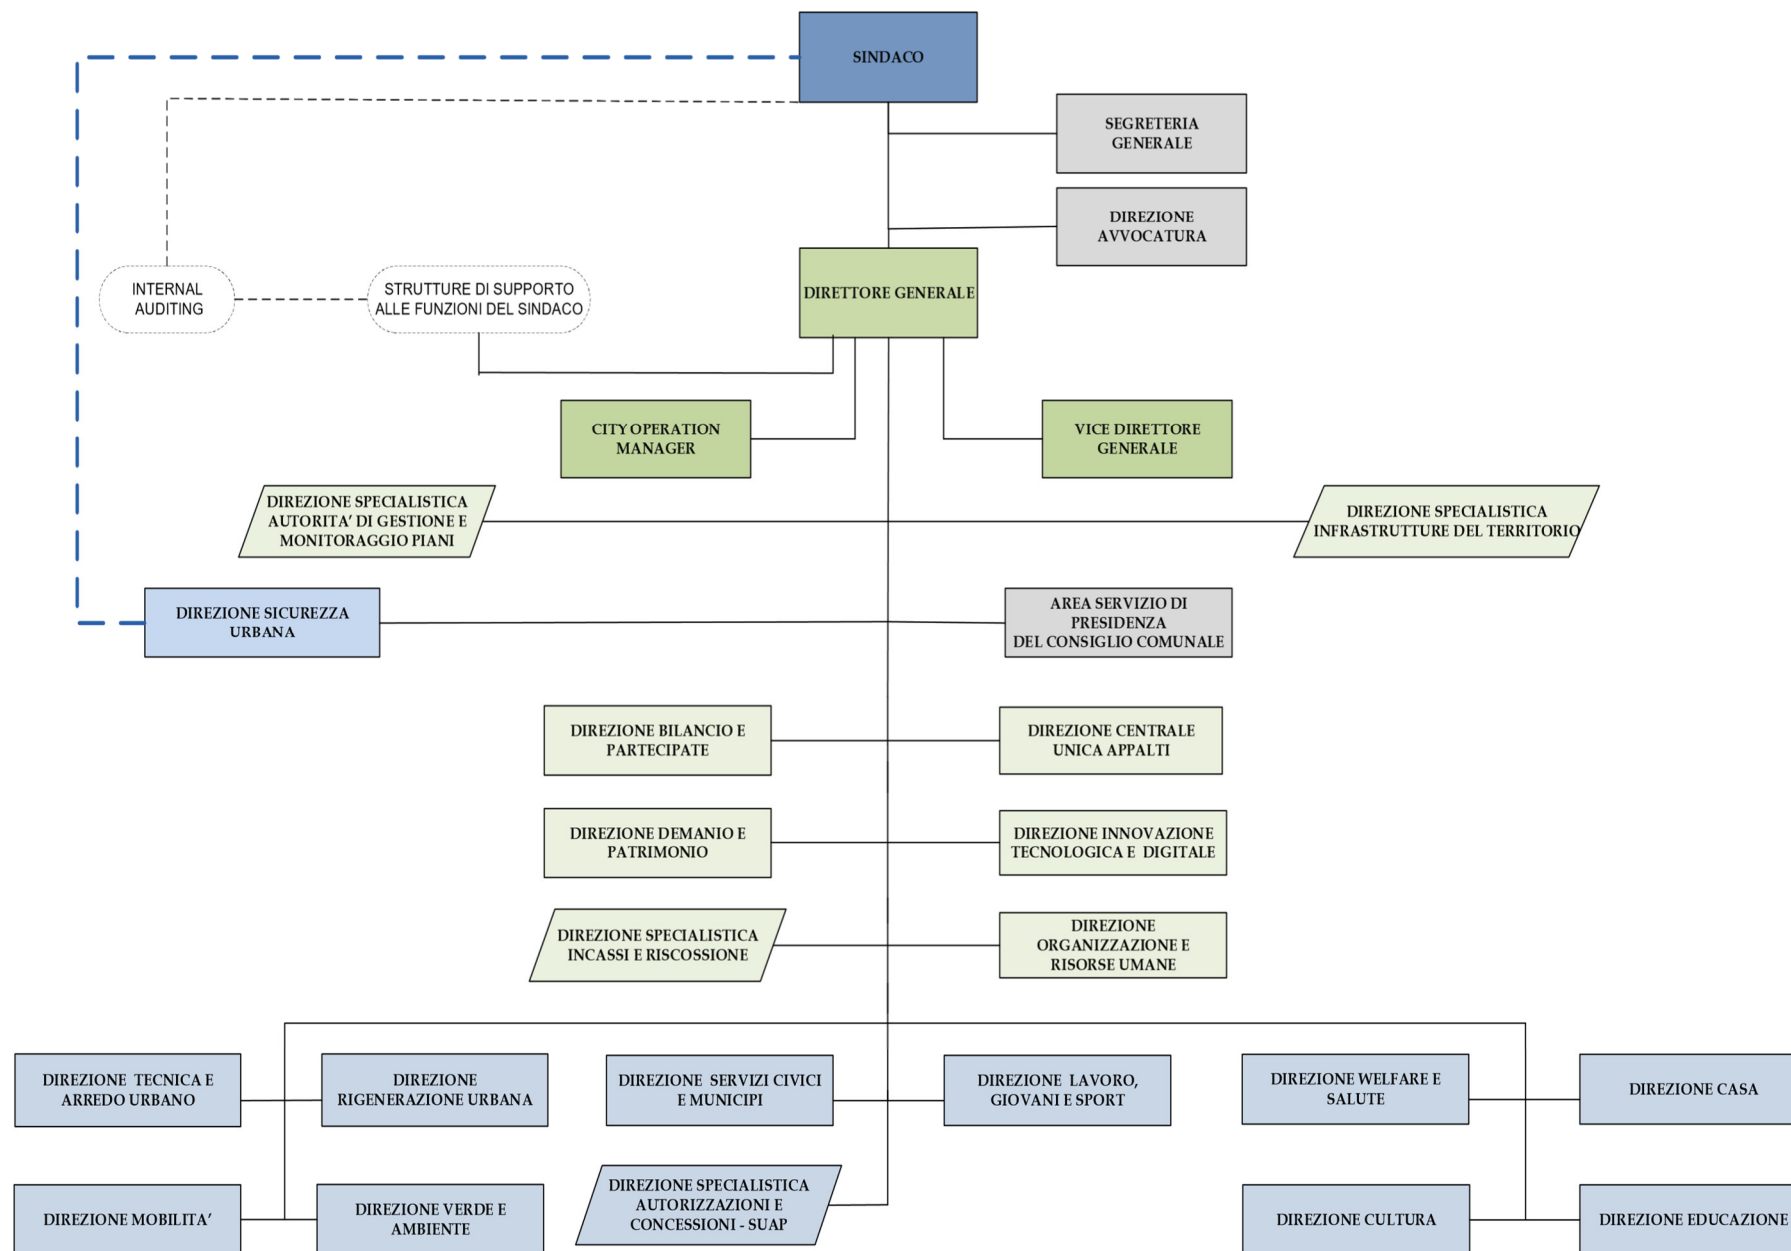 SINDACO
SEGRETERIA
GENERALE
DIREZIONE
AVVOCATURA
INTERNAL
AUDITING
STRUTTURE DI SUPPORTO
ALLE FUNZIONI DEL SINDACO
DIRETTORE GENERALE
CITY OPERATION
MANAGER
VICE DIRETTORE
GENERALE
DIREZIONE SPECIALISTICA
AUTORITA’ DI GESTIONE E
MONITORAGGIO PIANI
DIREZIONE SPECIALISTICA
INFRASTRUTTURE DEL TERRITORIO
DIREZIONE SICUREZZA
URBANA
AREA SERVIZIO DI
PRESIDENZA
DEL CONSIGLIO COMUNALE
DIREZIONE BILANCIO E
PARTECIPATE
DIREZIONE CENTRALE
UNICA APPALTI
DIREZIONE DEMANIO E
PATRIMONIO
DIREZIONE INNOVAZIONE
TECNOLOGICA E DIGITALE
DIREZIONE SPECIALISTICA
INCASSI E RISCOSSIONE
DIREZIONE
ORGANIZZAZIONE E
RISORSE UMANE
DIREZIONE TECNICA E
ARREDO URBANO
DIREZIONE
RIGENERAZIONE URBANA
DIREZIONE SERVIZI CIVICI
E MUNICIPI
DIREZIONE LAVORO,
GIOVANI E SPORT
DIREZIONE WELFARE E
SALUTE
DIREZIONE CASA
DIREZIONE MOBILITA’
DIREZIONE VERDE E
AMBIENTE
DIREZIONE SPECIALISTICA
AUTORIZZAZIONI E
CONCESSIONI - SUAP
DIREZIONE CULTURA
DIREZIONE EDUCAZIONE